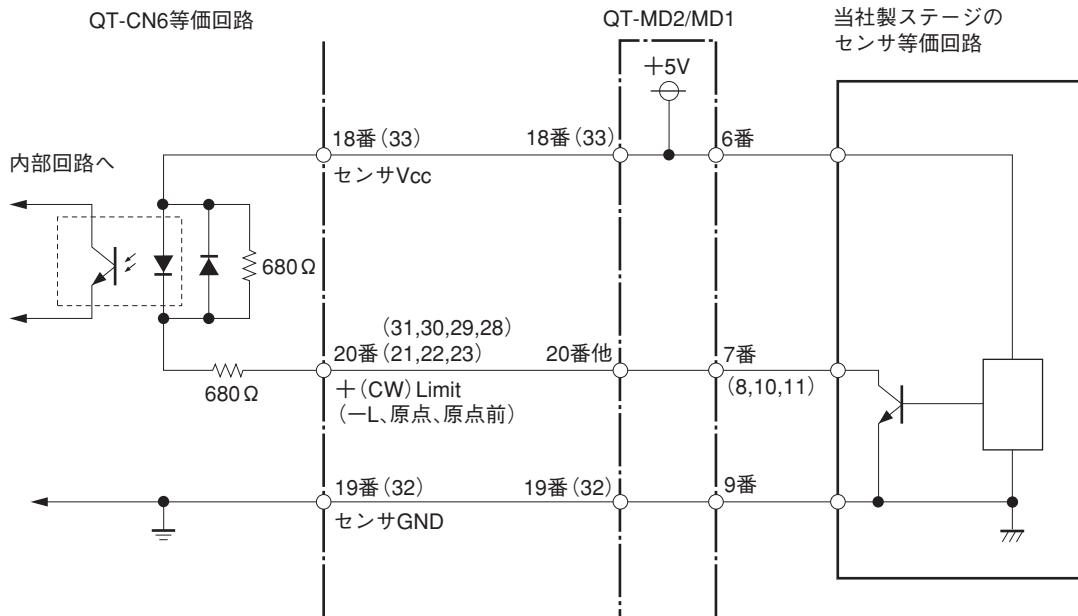 QT-CN6等価回路
QT-MD2/MD1
当社製ステージの
センサ等価回路
+5V
18番(33)
18番(33)
6番
内部回路へ
センサVcc
680Ω
(31,30,29,28)
20番(21,22,23)
20番他
7番
680Ω
+(CW)Limit
(8,10,11)
(−L、原点、原点前)
19番(32)
19番(32)
9番
センサGND